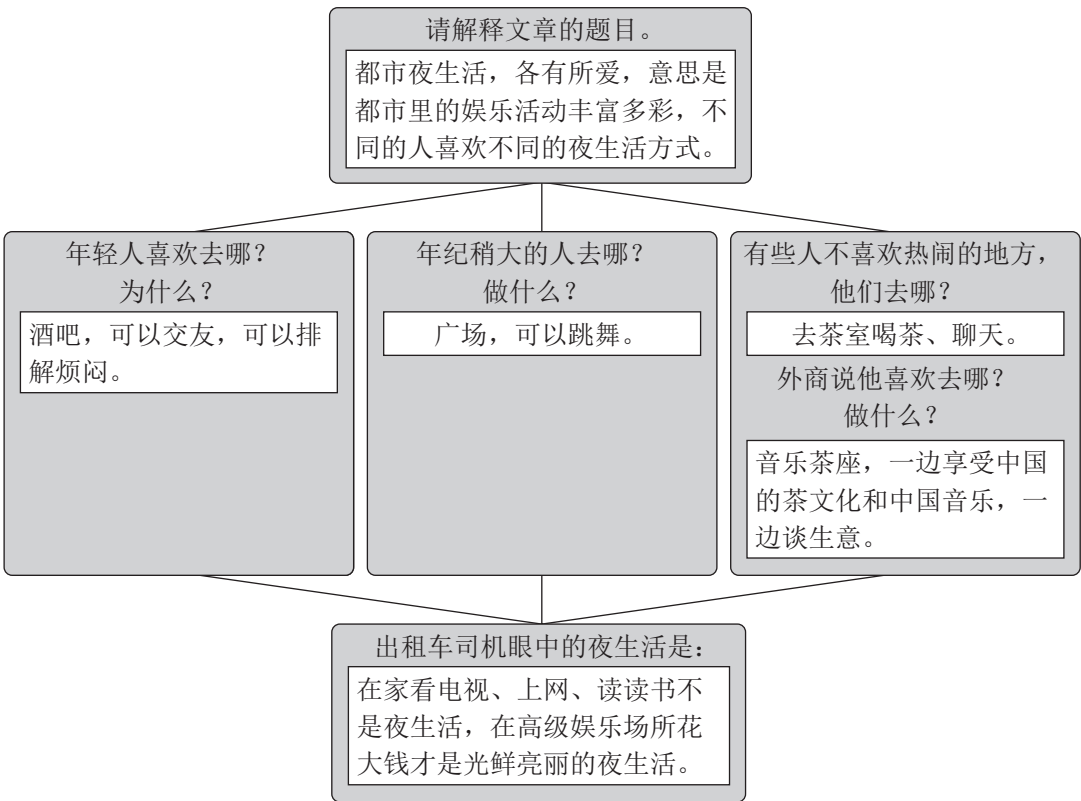 请解释文章的题目。
都市夜生活，各有所爱，意思是
都市里的娱乐活动丰富多彩，不
同的人喜欢不同的夜生活方式。
年轻人喜欢去哪？
为什么？
酒吧，可以交友，可以排
解烦闷。
年纪稍大的人去哪？
做什么？
广场，可以跳舞。
有些人不喜欢热闹的地方，
他们去哪？
去茶室喝茶、聊天。
外商说他喜欢去哪？
做什么？
音乐茶座，一边享受中国
的茶文化和中国音乐，一
边谈生意。
出租车司机眼中的夜生活是：
在家看电视、上网、读读书不
是夜生活，在高级娱乐场所花
大钱才是光鲜亮丽的夜生活。